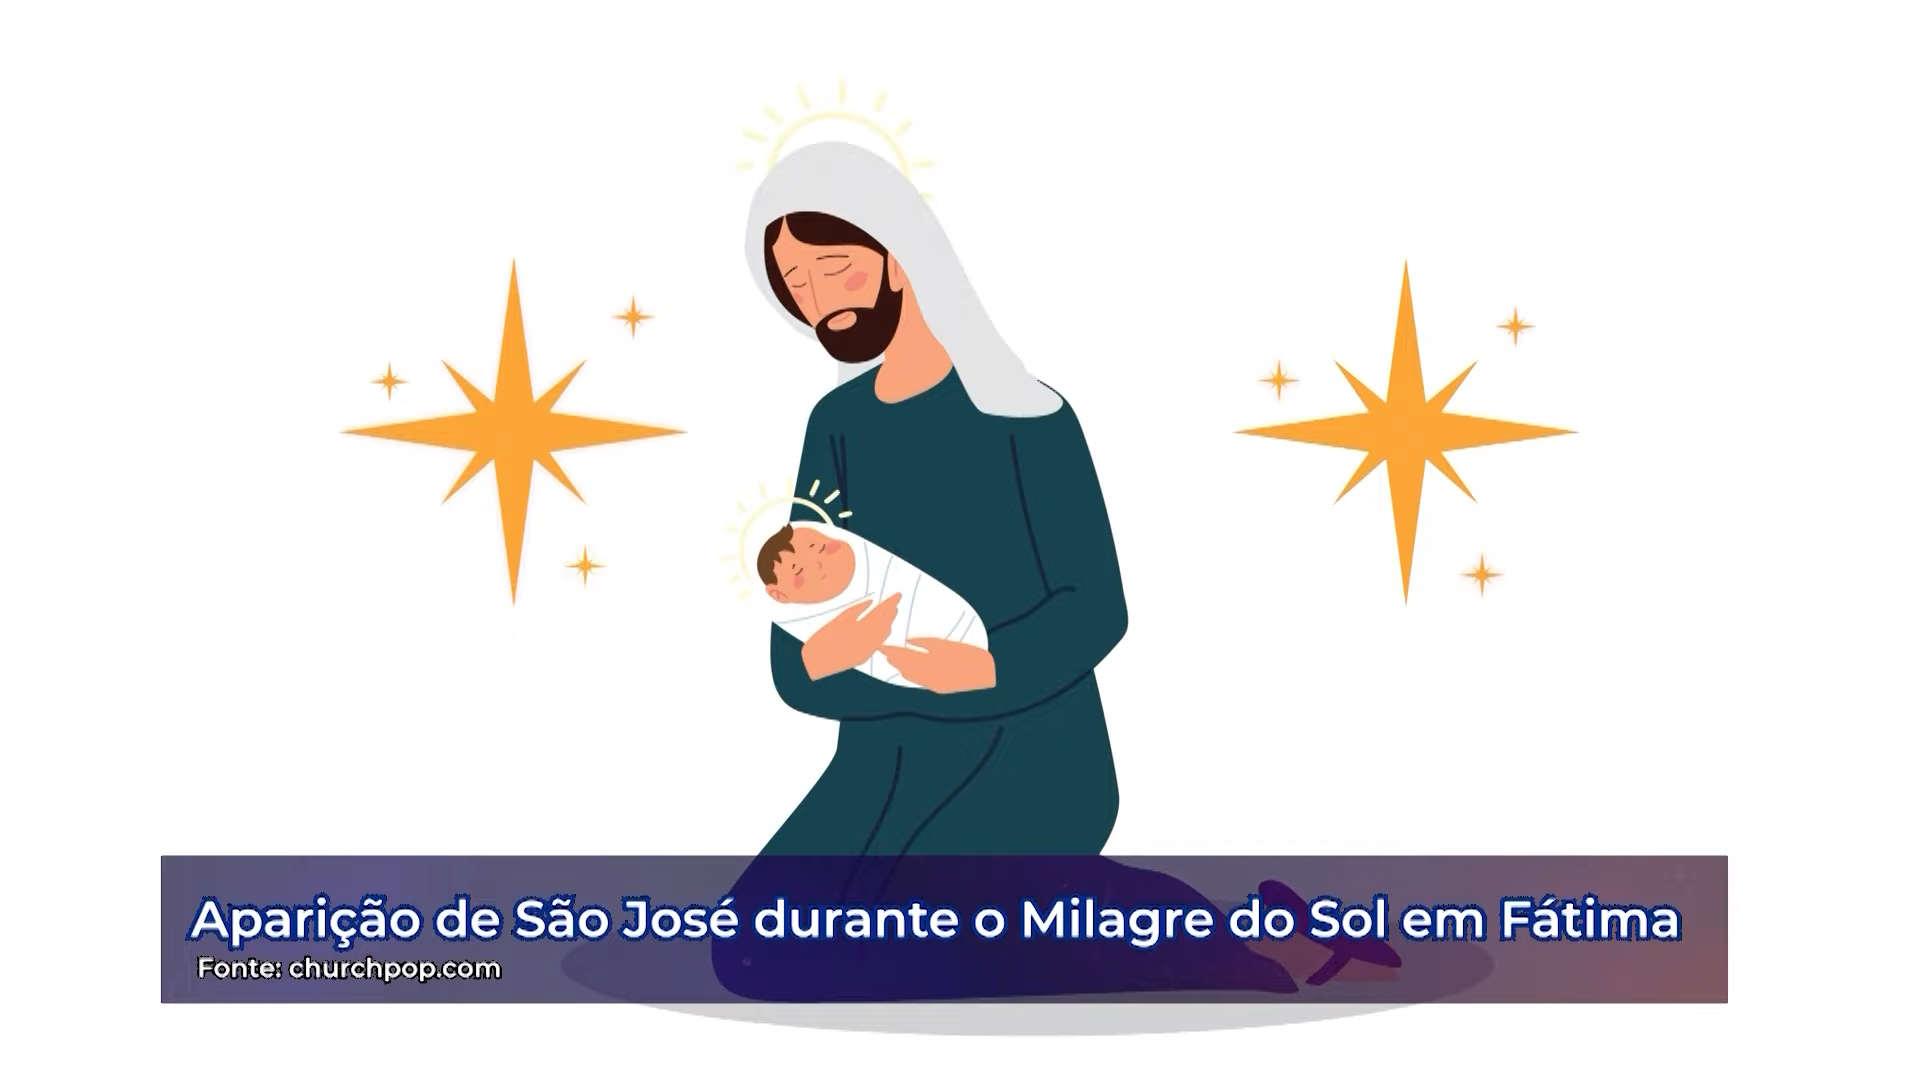 Aparição de São José durante o Milagre do Sol em Fátima
Fonte: churchpop.com